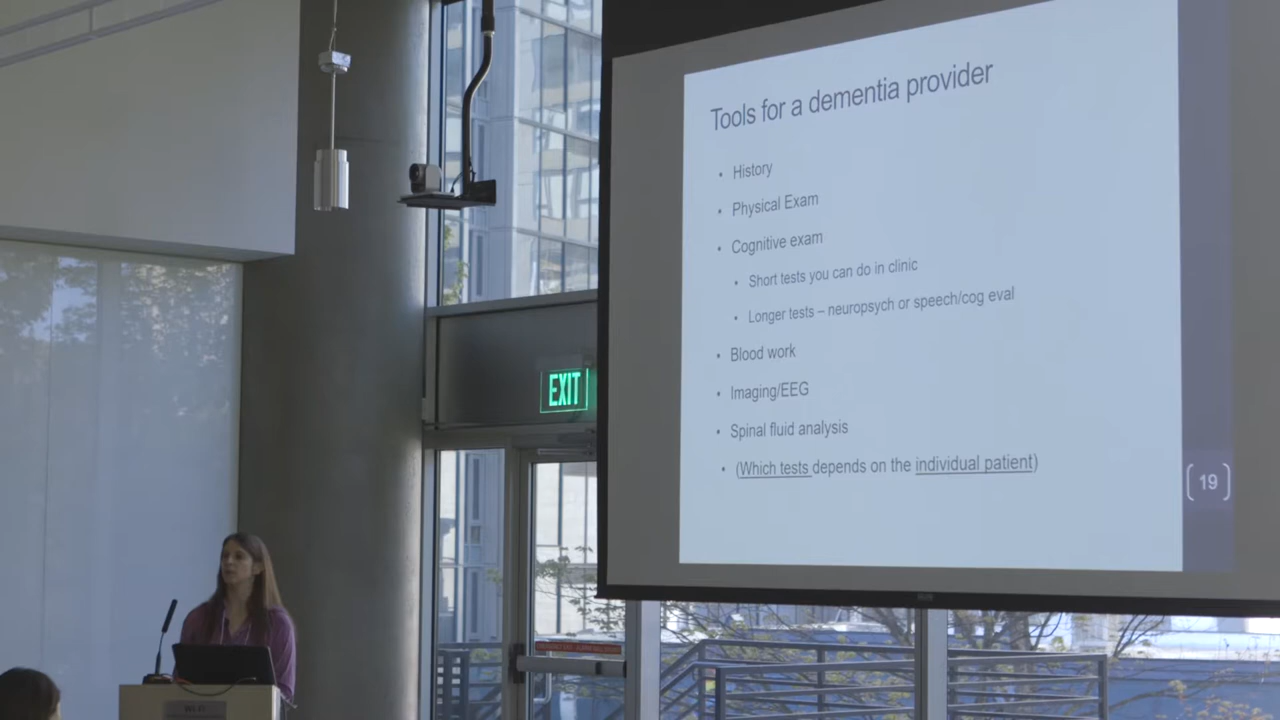 Tools for a dementia provider
• History
• Physical Exam
• Cognitive exam
• Short tests you can do in clinic
• Longer tests – neuropsych or speech/cog eval
• Blood work
• Imaging/EEG
• Spinal fluid analysis
• (Which tests depends on the individual patient)
19
EXIT